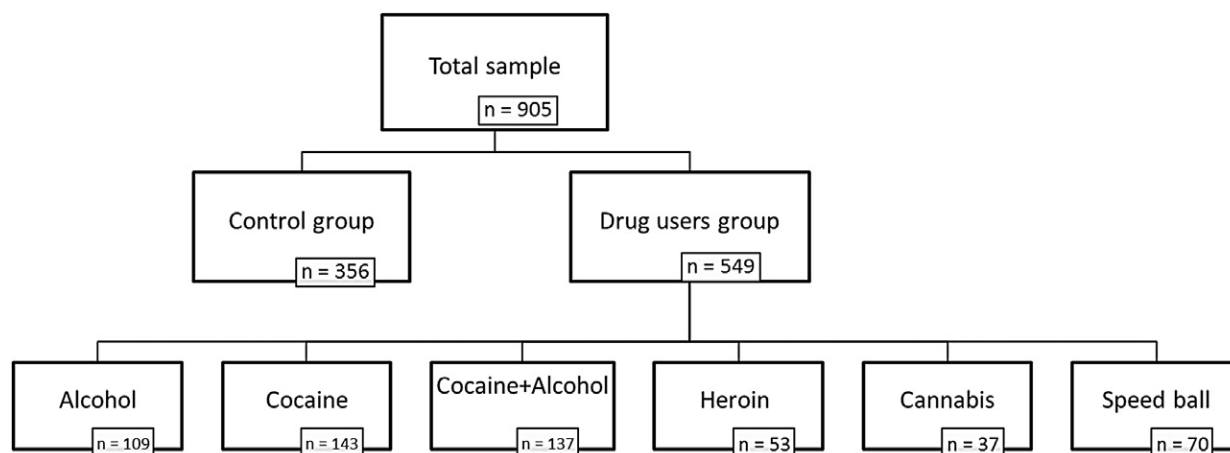 Total sample
n = 905
Control group
n = 356
Drug users group
n = 549
Alcohol
n = 109
Cocaine
n = 143
Cocaine+Alcohol
n = 137
Heroin
n = 53
Cannabis
n = 37
Speed ball
n = 70